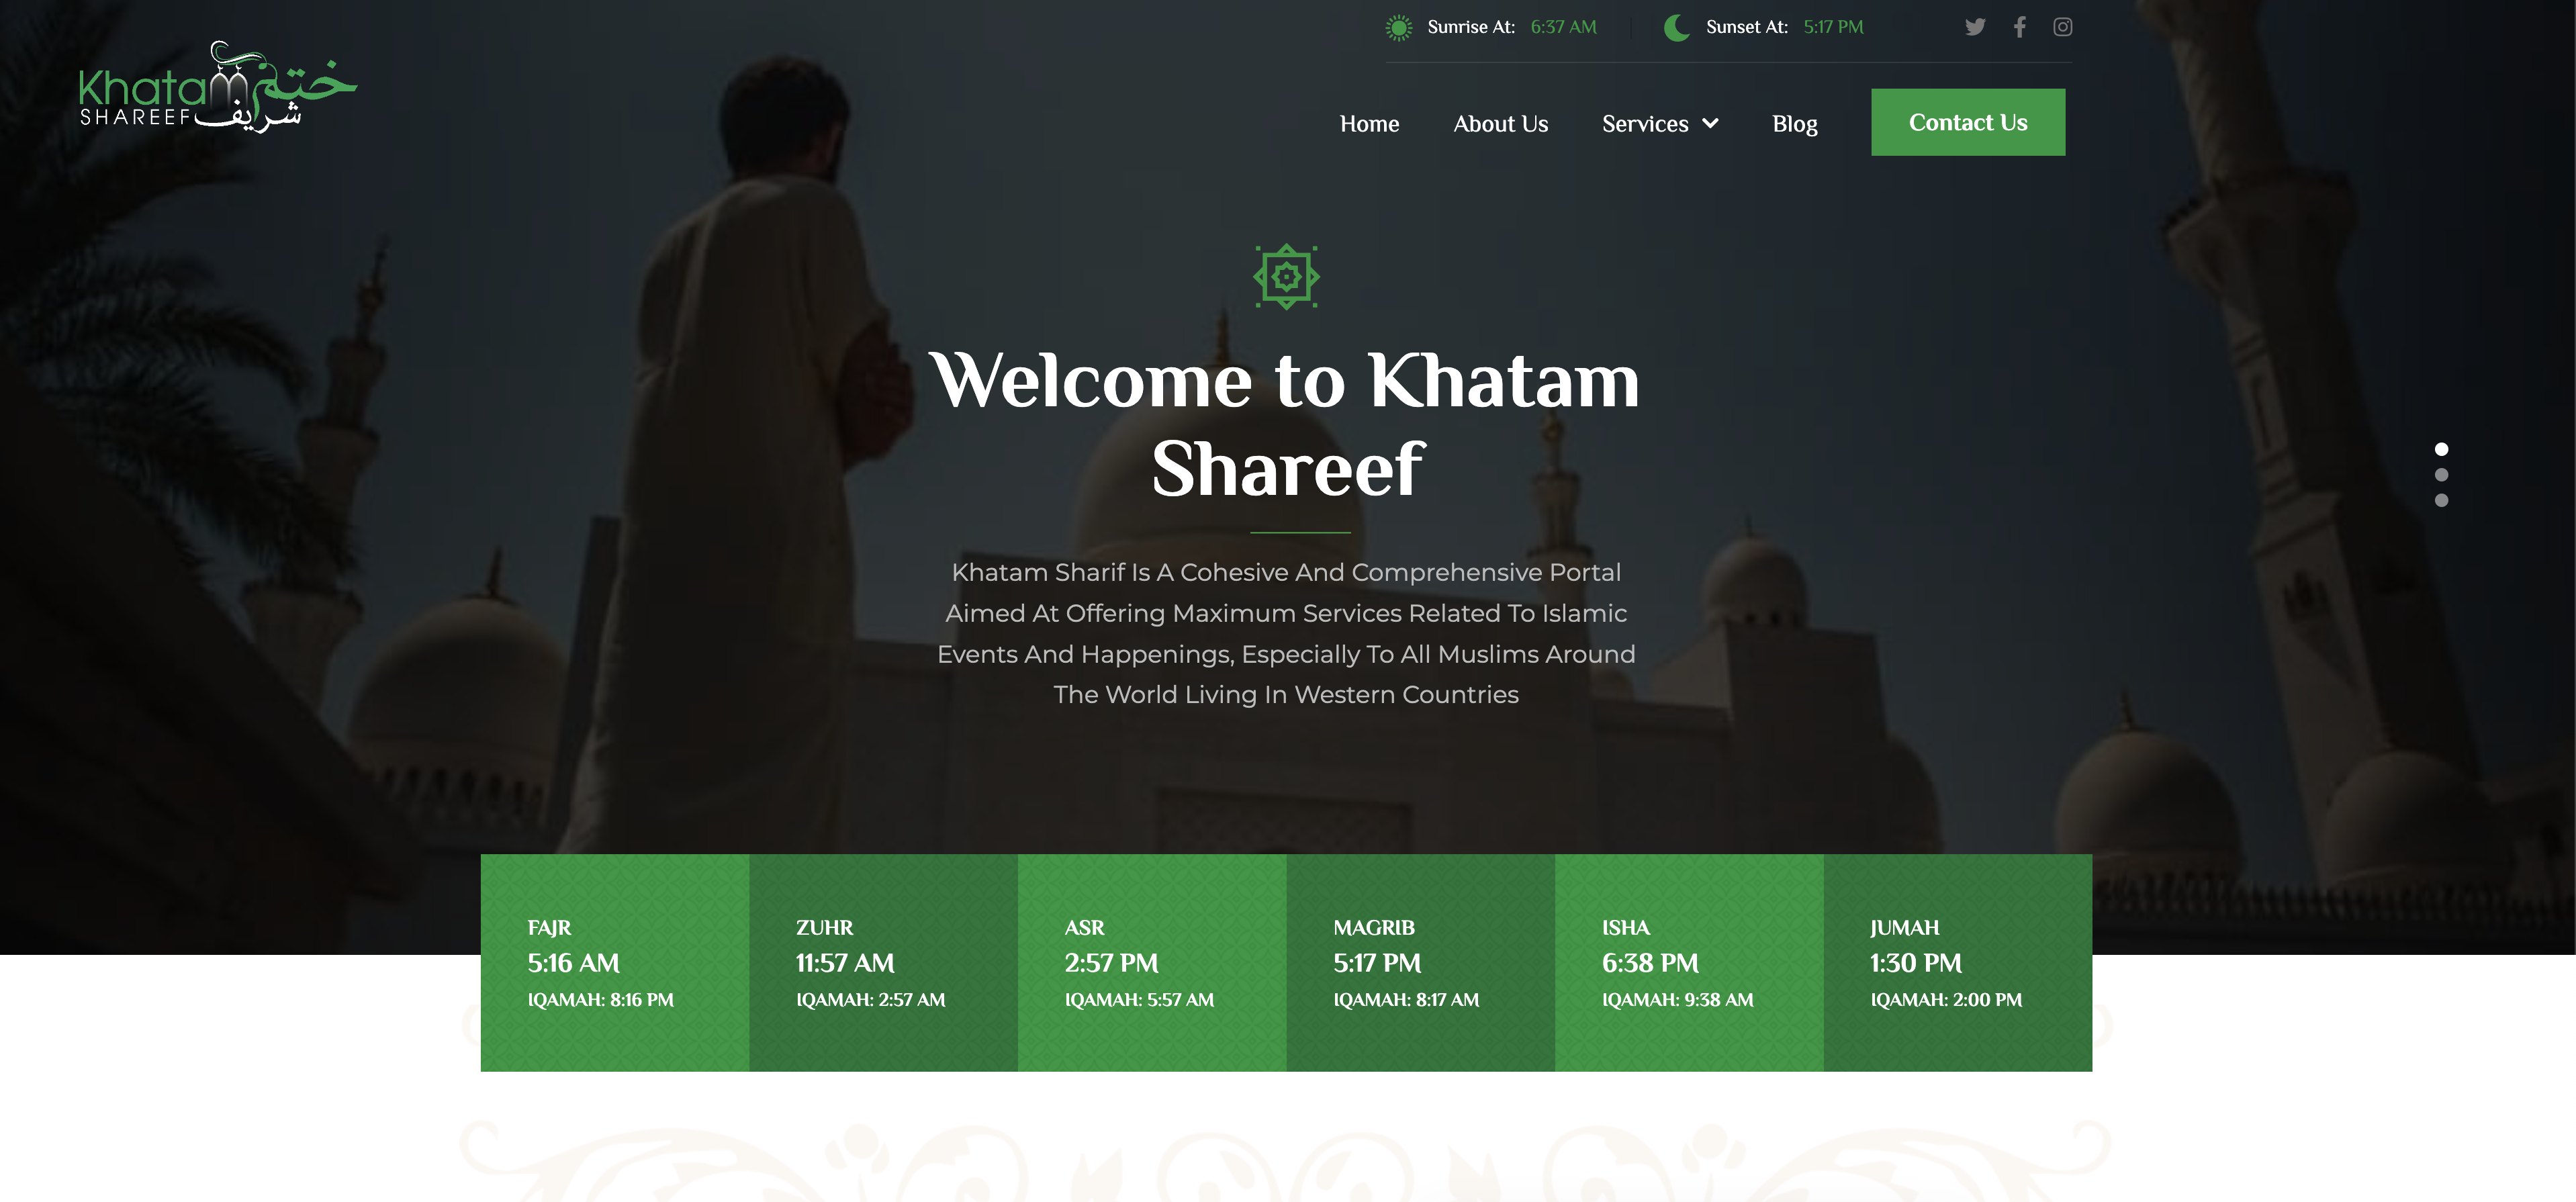 Khatam ختم
SHAREEF شريف
Sunrise At: 6:37 AM
Sunset At: 5:17 PM
Home
About Us
Services
Blog
Contact Us
Welcome to Khatam
Shareef
Khatam Sharif Is A Cohesive And Comprehensive Portal
Aimed At Offering Maximum Services Related To Islamic
Events And Happenings, Especially To All Muslims Around
The World Living In Western Countries
FAJR
5:16 AM
IQAMAH: 8:16 PM
ZUHR
11:57 AM
IQAMAH: 2:57 AM
ASR
2:57 PM
IQAMAH: 5:57 AM
MAGRIB
5:17 PM
IQAMAH: 8:17 AM
ISHA
6:38 PM
IQAMAH: 9:38 AM
JUMAH
1:30 PM
IQAMAH: 2:00 PM